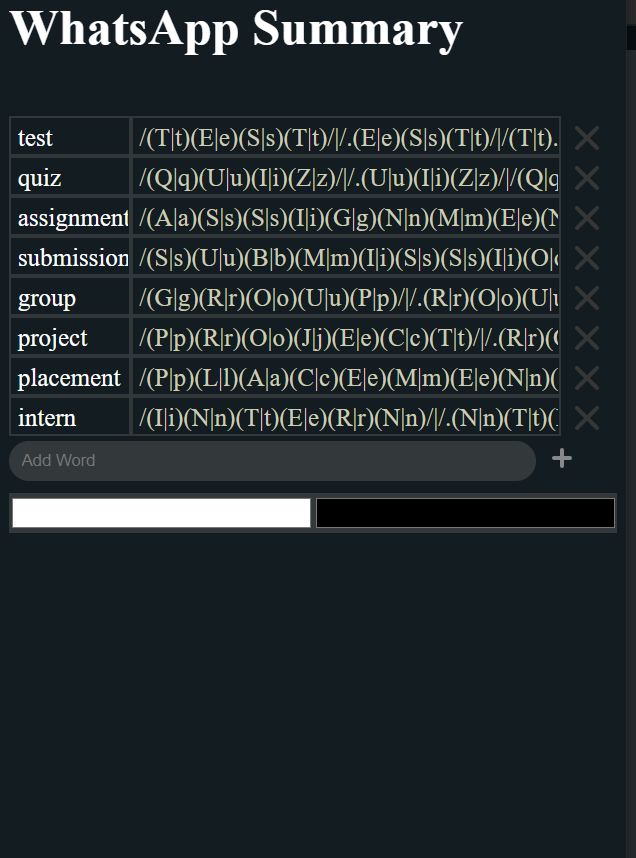 WhatsApp Summary
test /(T|t)(E|e)(S|s)(T|t)/|/.(E|e)(S|s)(T|t)/|/(T|t).
quiz /(Q|q)(U|u)(I|i)(Z|z)/|/.(U|u)(I|i)(Z|z)/|/(Q|q
assignment /(A|a)(S|s)(S|s)(I|i)(G|g)(N|n)(M|m)(E|e)(N
submission /(S|s)(U|u)(B|b)(M|m)(I|i)(S|s)(S|s)(I|i)(O|o
group /(G|g)(R|r)(O|o)(U|u)(P|p)/|/.(R|r)(O|o)(U|u
project /(P|p)(R|r)(O|o)(J|j)(E|e)(C|c)(T|t)/|/.(R|r)(
placement /(P|p)(L|l)(A|a)(C|c)(E|e)(M|m)(E|e)(N|n)(
intern /(I|i)(N|n)(T|t)(E|e)(R|r)(N|n)/|/.(N|n)(T|t)(
Add Word